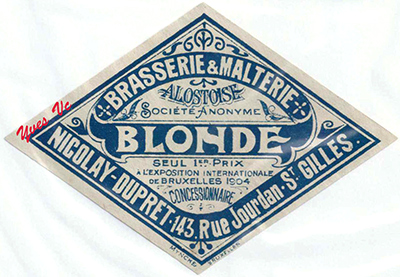 BRASSERIE & MALTERIE
ALOSTOISE
SOCIÉTÉ ANONYME
BLONDE
SEUL 1ER PRIX
À L'EXPOSITION INTERNATIONALE
DE BRUXELLES 1904
CONCESSIONNAIRE
NICOLAY-DUPRET.143, Rue Jourdan-St GILLES.
BRUXELLES
Yves Vc